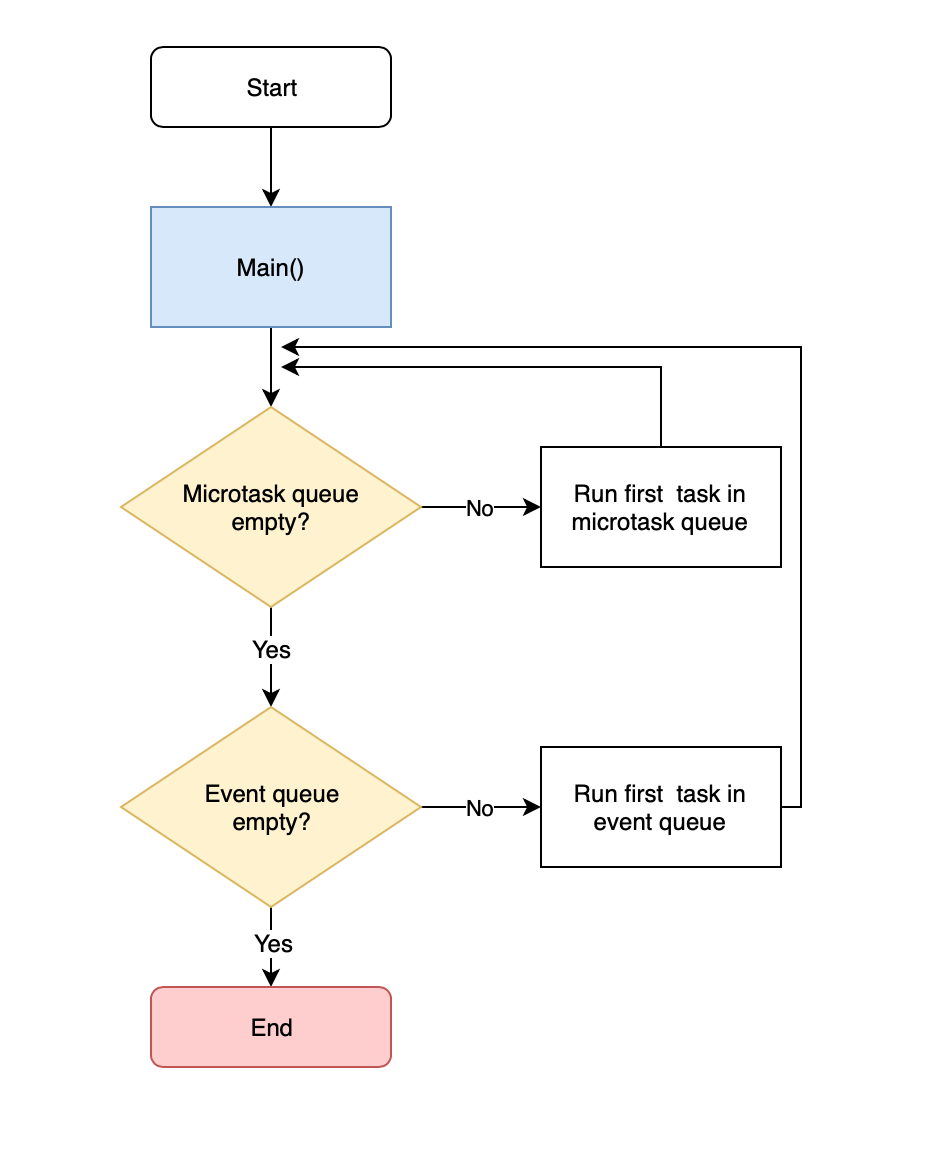 Start
Main()
Microtask queue
empty?
No
Run first  task in
microtask queue
Yes
Event queue
empty?
No
Run first  task in
event queue
Yes
End